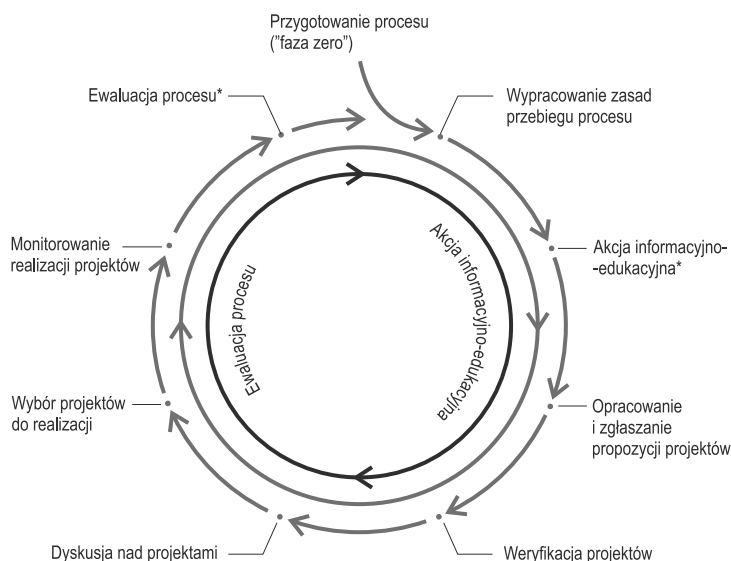 Przygotowanie procesu
("faza zero")
Wypracowanie zasad
przebiegu procesu
Akcja informacyjno-
-edukacyjna*
Opracowanie
i zgłaszanie
propozycji projektów
Weryfikacja projektów
Dyskusja nad projektami
Wybór projektów
do realizacji
Monitorowanie
realizacji projektów
Ewaluacja procesu*
Akcja informacyjno-edukacyjna
Ewaluacja procesu